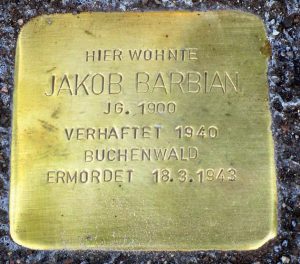 HIER WOHNTE
JAKOB BARBIAN
JG. 1900
VERHAFTET 1940
BUCHENWALD
ERMORDET 18.3.1943